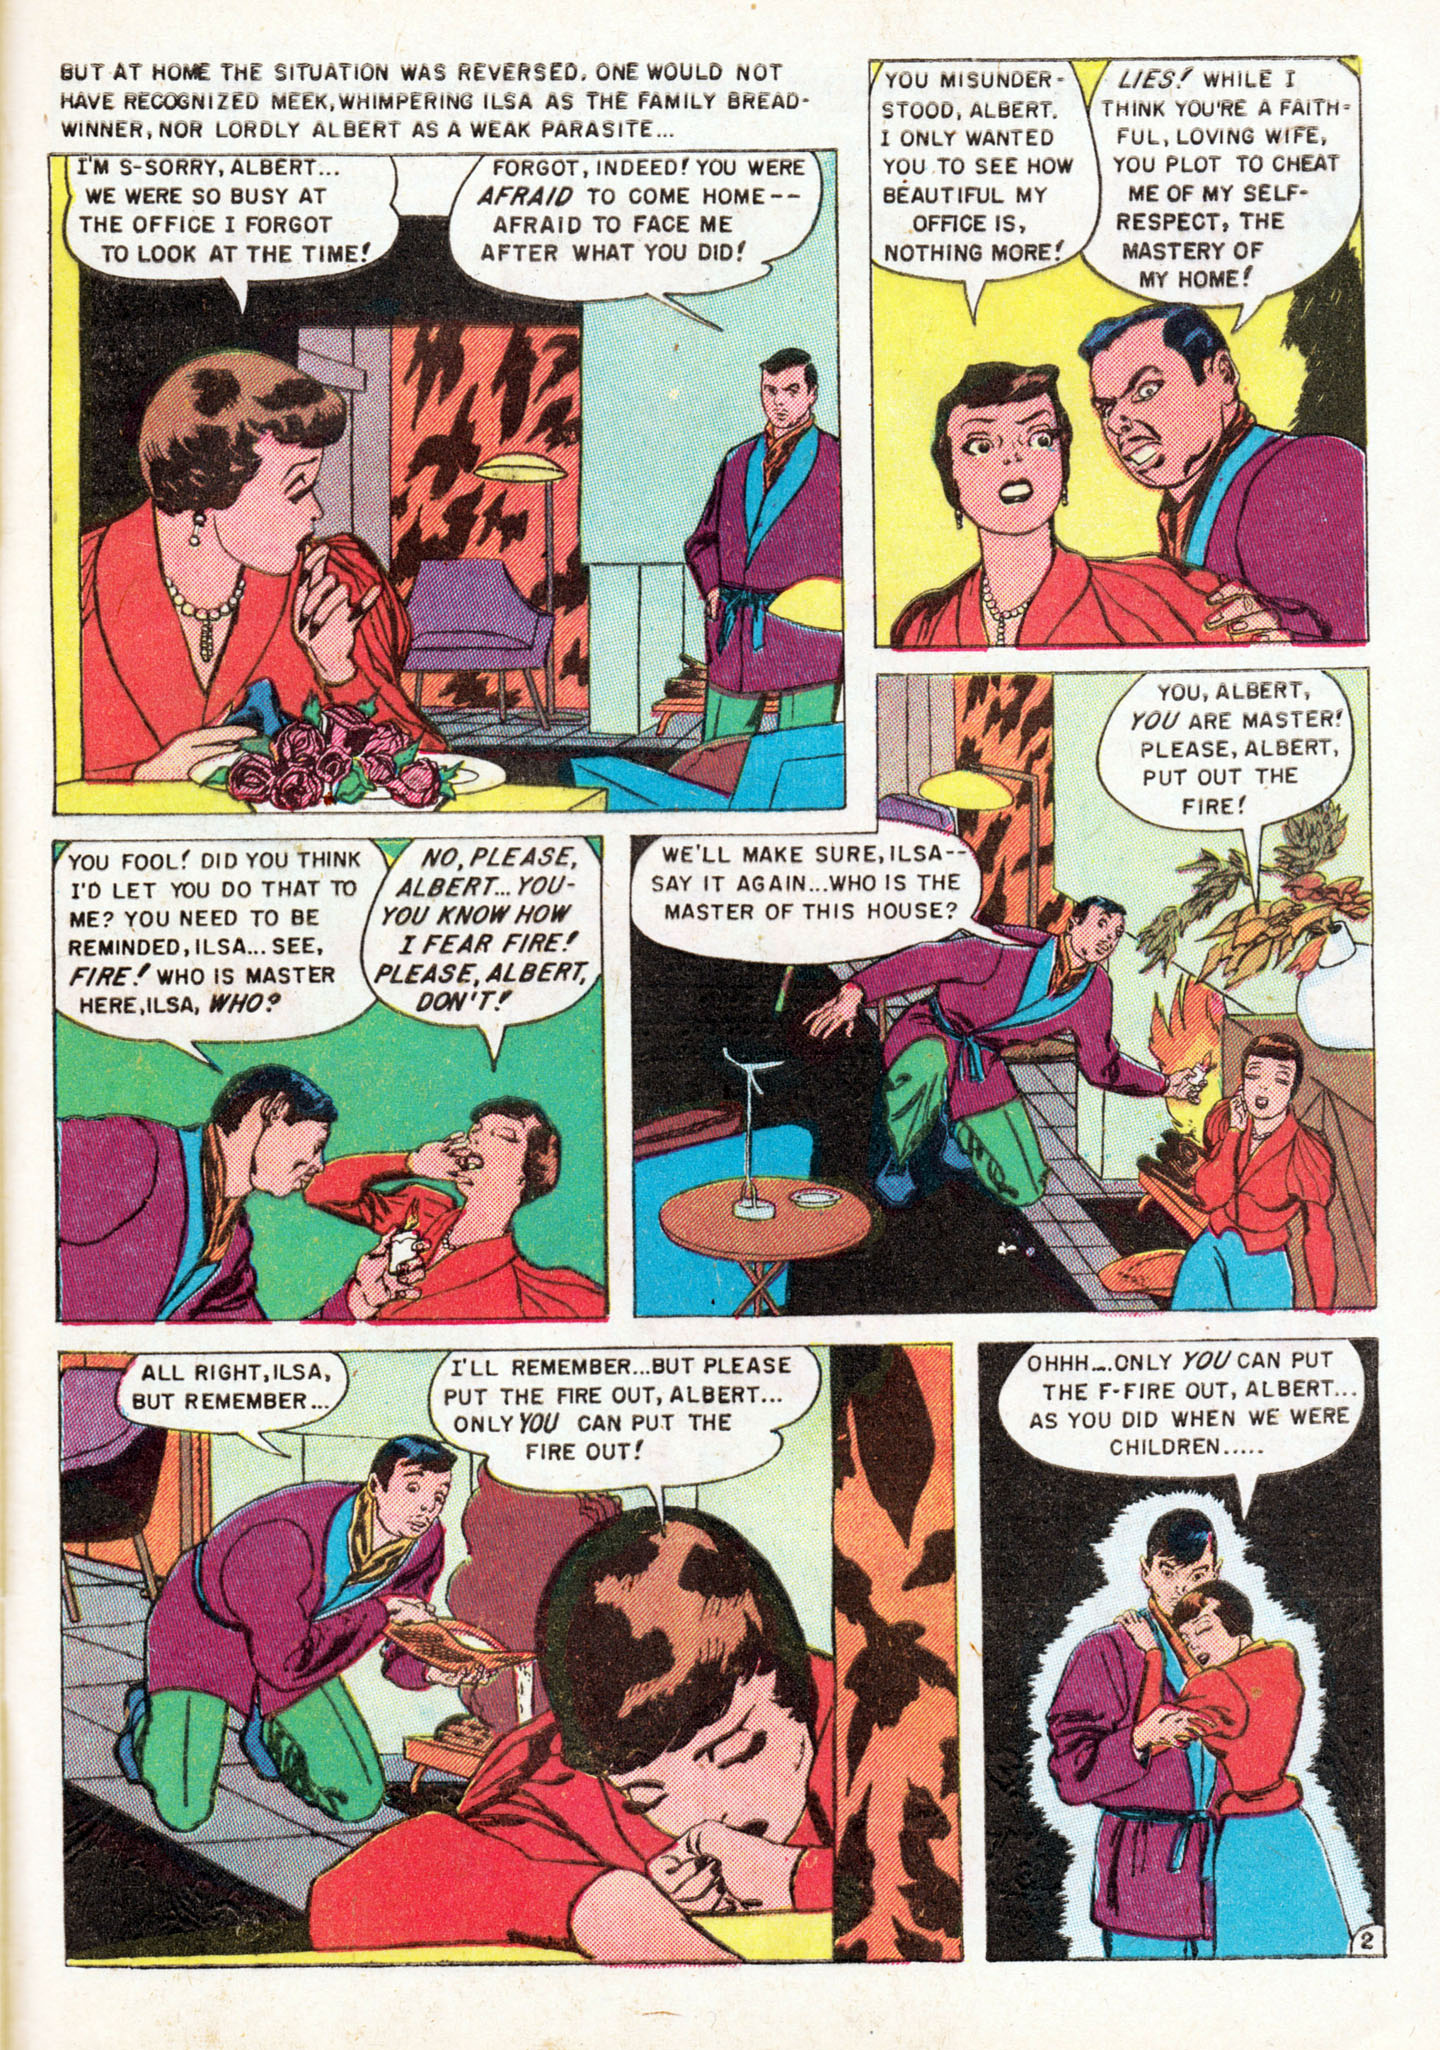 BUT AT HOME THE SITUATION WAS REVERSED. ONE WOULD NOT
HAVE RECOGNIZED MEEK, WHIMPERING ILSA AS THE FAMILY BREAD-
WINNER, NOR LORDLY ALBERT AS A WEAK PARASITE...
I'M S-SORRY, ALBERT...
WE WERE SO BUSY AT
THE OFFICE I FORGOT
TO LOOK AT THE TIME!
FORGOT, INDEED! YOU WERE
AFRAID TO COME HOME--
AFRAID TO FACE ME
AFTER WHAT YOU DID!
YOU MISUNDER-
STOOD, ALBERT.
I ONLY WANTED
YOU TO SEE HOW
BEAUTIFUL MY
OFFICE IS,
NOTHING MORE!
LIES! WHILE I
THINK YOU'RE A FAITH-
FUL, LOVING WIFE,
YOU PLOT TO CHEAT
ME OF MY SELF-
RESPECT, THE
MASTERY OF
MY HOME!
YOU FOOL! DID YOU THINK
I'D LET YOU DO THAT TO
ME? YOU NEED TO BE
REMINDED, ILSA... SEE,
FIRE! WHO IS MASTER
HERE, ILSA, WHO?
NO, PLEASE,
ALBERT... YOU-
YOU KNOW HOW
I FEAR FIRE!
PLEASE, ALBERT,
DON'T!
WE'LL MAKE SURE, ILSA--
SAY IT AGAIN...WHO IS THE
MASTER OF THIS HOUSE?
YOU, ALBERT,
YOU ARE MASTER!
PLEASE, ALBERT,
PUT OUT THE
FIRE!
ALL RIGHT, ILSA,
BUT REMEMBER...
I'LL REMEMBER...BUT PLEASE
PUT THE FIRE OUT, ALBERT...
ONLY YOU CAN PUT THE
FIRE OUT!
OHHH....ONLY YOU CAN PUT
THE F-FIRE OUT, ALBERT...
AS YOU DID WHEN WE WERE
CHILDREN.....
2